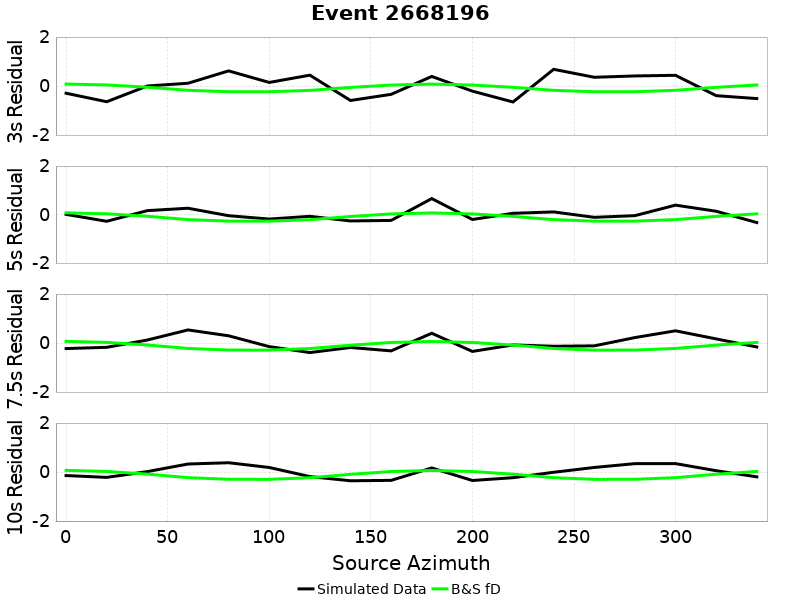 Event 2668196
3s Residual
2
0
-2
5s Residual
2
0
-2
7.5s Residual
2
0
-2
10s Residual
2
0
-2
0 50 100 150 200 250 300
Source Azimuth
Simulated Data B&S fD